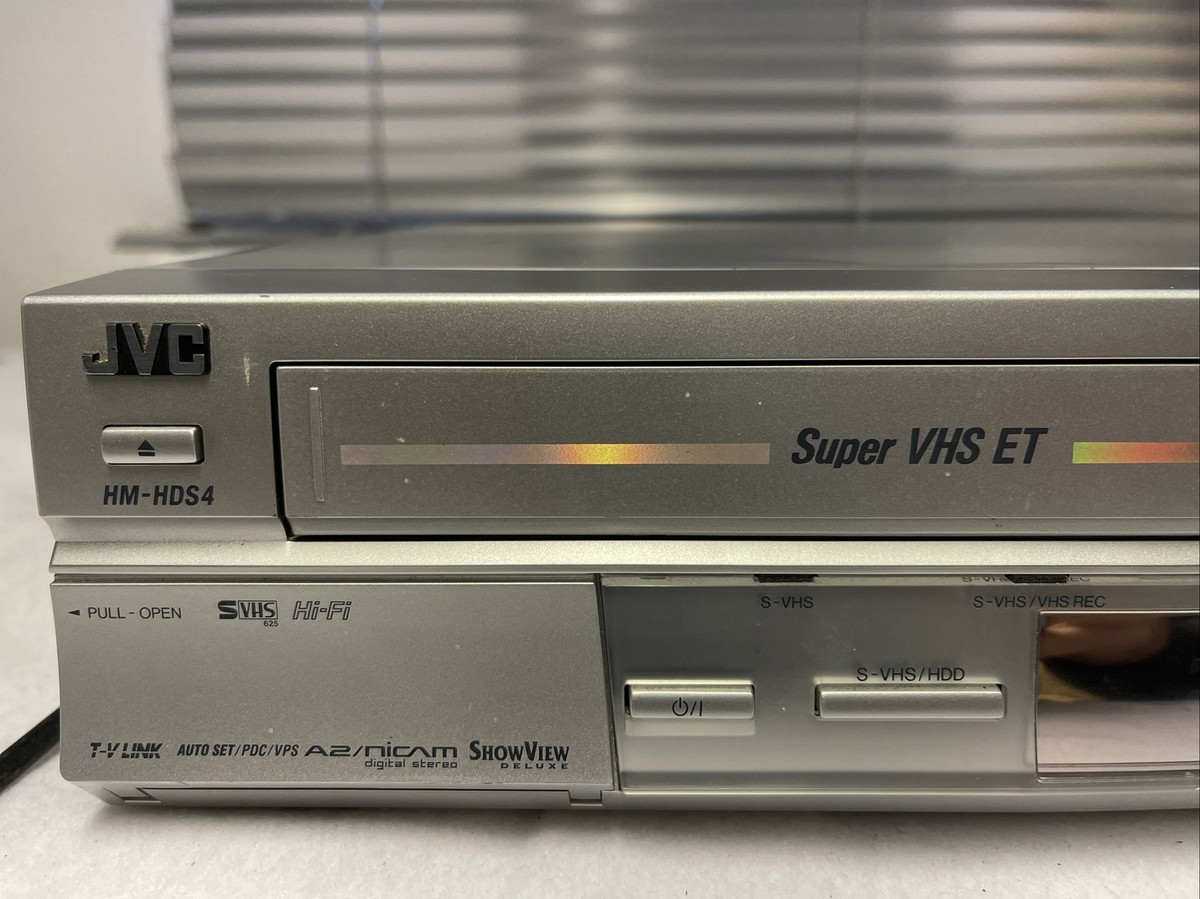 JVC
HM-HDS4
Super VHS ET
PULL - OPEN
S VHS 625 Hi-Fi
S-VHS
S-VHS/VHS REC
S-VHS/HDD
⏻/I
T-V LINK AUTO SET/PDC/VPS A2/nicam digital stereo SHOWVIEW DELUXE